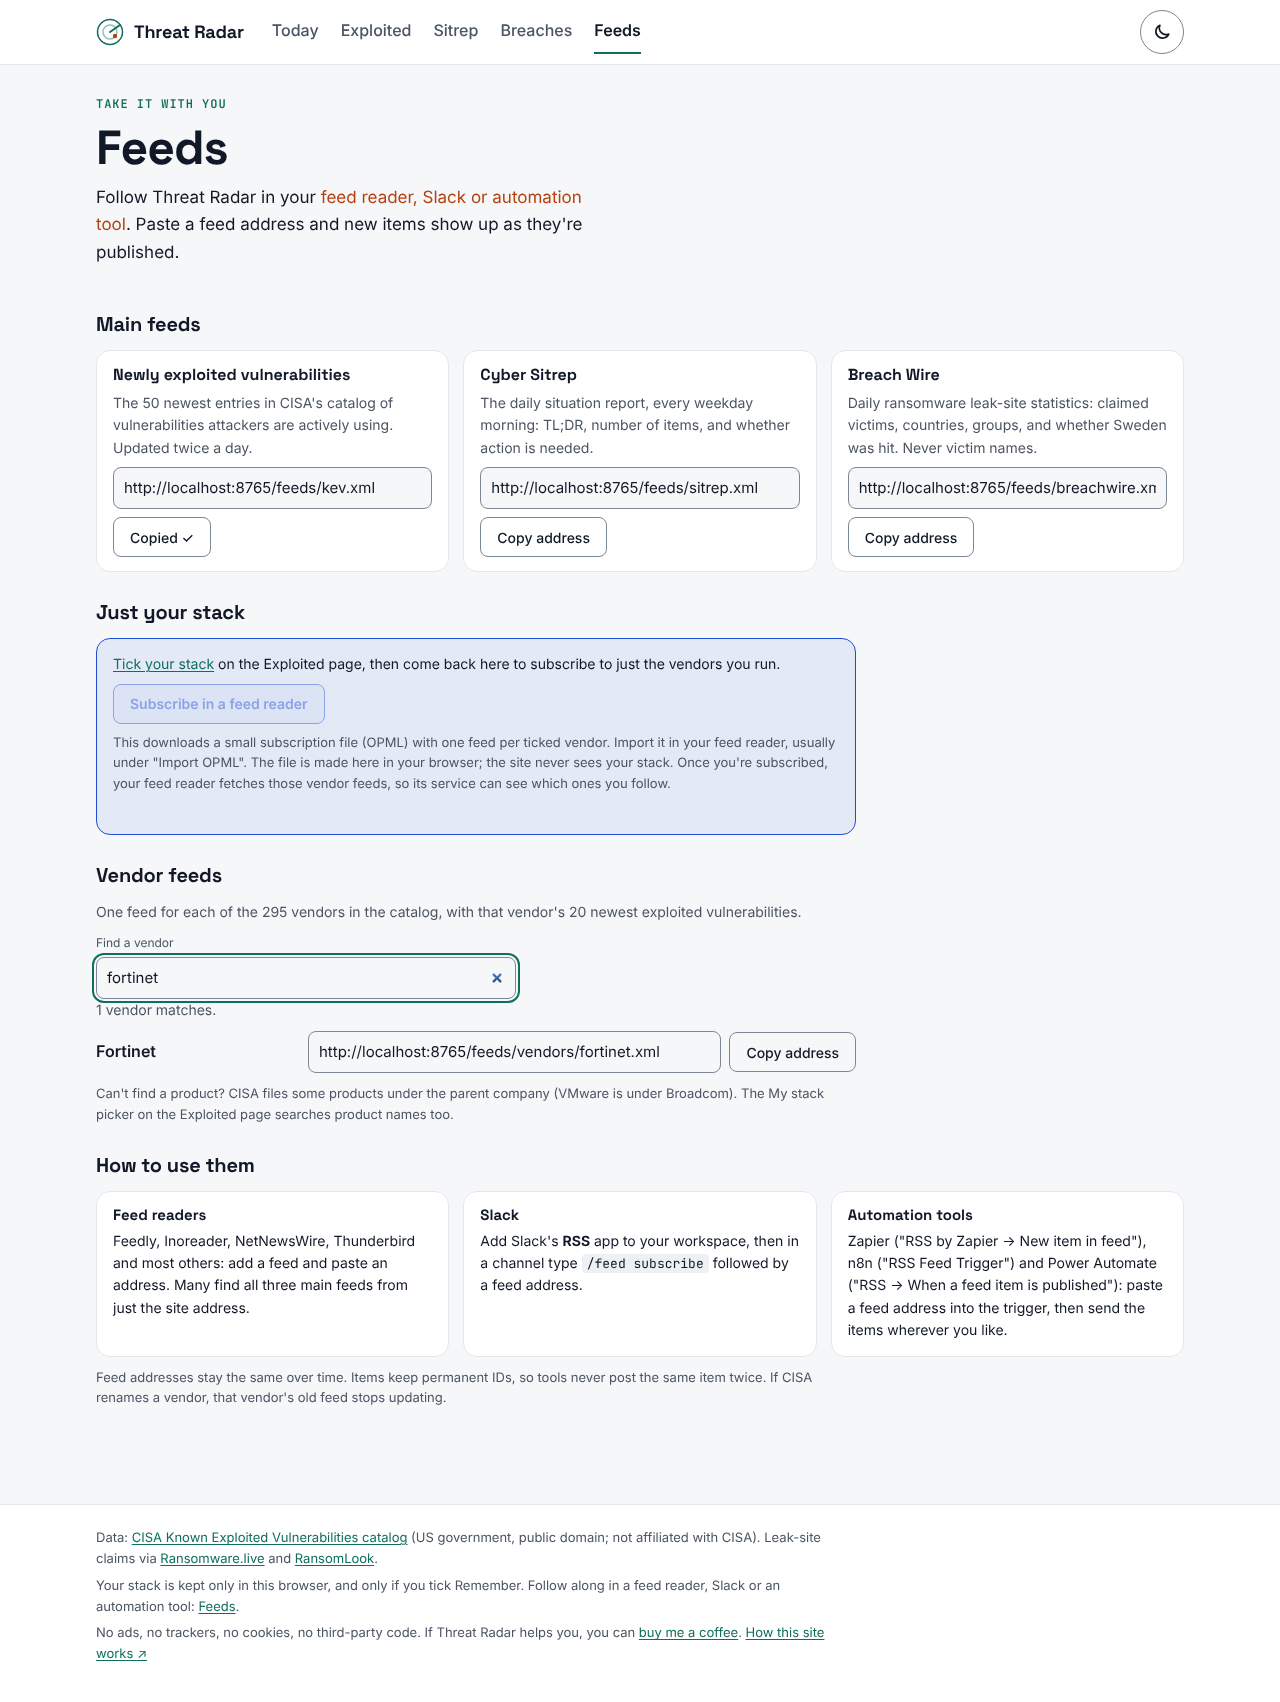 Threat Radar
Today
Exploited
Sitrep
Breaches
Feeds
TAKE IT WITH YOU
Feeds
Follow Threat Radar in your feed reader, Slack or automation
tool. Paste a feed address and new items show up as they're
published.
Main feeds
Newly exploited vulnerabilities
The 50 newest entries in CISA's catalog of
vulnerabilities attackers are actively using.
Updated twice a day.
http://localhost:8765/feeds/kev.xml
Copied ✓
Cyber Sitrep
The daily situation report, every weekday
morning: TL;DR, number of items, and whether
action is needed.
http://localhost:8765/feeds/sitrep.xml
Copy address
Breach Wire
Daily ransomware leak-site statistics: claimed
victims, countries, groups, and whether Sweden
was hit. Never victim names.
http://localhost:8765/feeds/breachwire.xm
Copy address
Just your stack
Tick your stack on the Exploited page, then come back here to subscribe to just the vendors you run.
Subscribe in a feed reader
This downloads a small subscription file (OPML) with one feed per ticked vendor. Import it in your feed reader, usually
under "Import OPML". The file is made here in your browser; the site never sees your stack. Once you're subscribed,
your feed reader fetches those vendor feeds, so its service can see which ones you follow.
Vendor feeds
One feed for each of the 295 vendors in the catalog, with that vendor's 20 newest exploited vulnerabilities.
Find a vendor
fortinet
1 vendor matches.
Fortinet
http://localhost:8765/feeds/vendors/fortinet.xml
Copy address
Can't find a product? CISA files some products under the parent company (VMware is under Broadcom). The My stack
picker on the Exploited page searches product names too.
How to use them
Feed readers
Feedly, Inoreader, NetNewsWire, Thunderbird
and most others: add a feed and paste an
address. Many find all three main feeds from
just the site address.
Slack
Add Slack's RSS app to your workspace, then in
a channel type /feed subscribe followed by
a feed address.
Automation tools
Zapier ("RSS by Zapier → New item in feed"),
n8n ("RSS Feed Trigger") and Power Automate
("RSS → When a feed item is published"): paste
a feed address into the trigger, then send the
items wherever you like.
Feed addresses stay the same over time. Items keep permanent IDs, so tools never post the same item twice. If CISA
renames a vendor, that vendor's old feed stops updating.
Data: CISA Known Exploited Vulnerabilities catalog (US government, public domain; not affiliated with CISA). Leak-site
claims via Ransomware.live and RansomLook.
Your stack is kept only in this browser, and only if you tick Remember. Follow along in a feed reader, Slack or an
automation tool: Feeds.
No ads, no trackers, no cookies, no third-party code. If Threat Radar helps you, you can buy me a coffee. How this site
works ↗